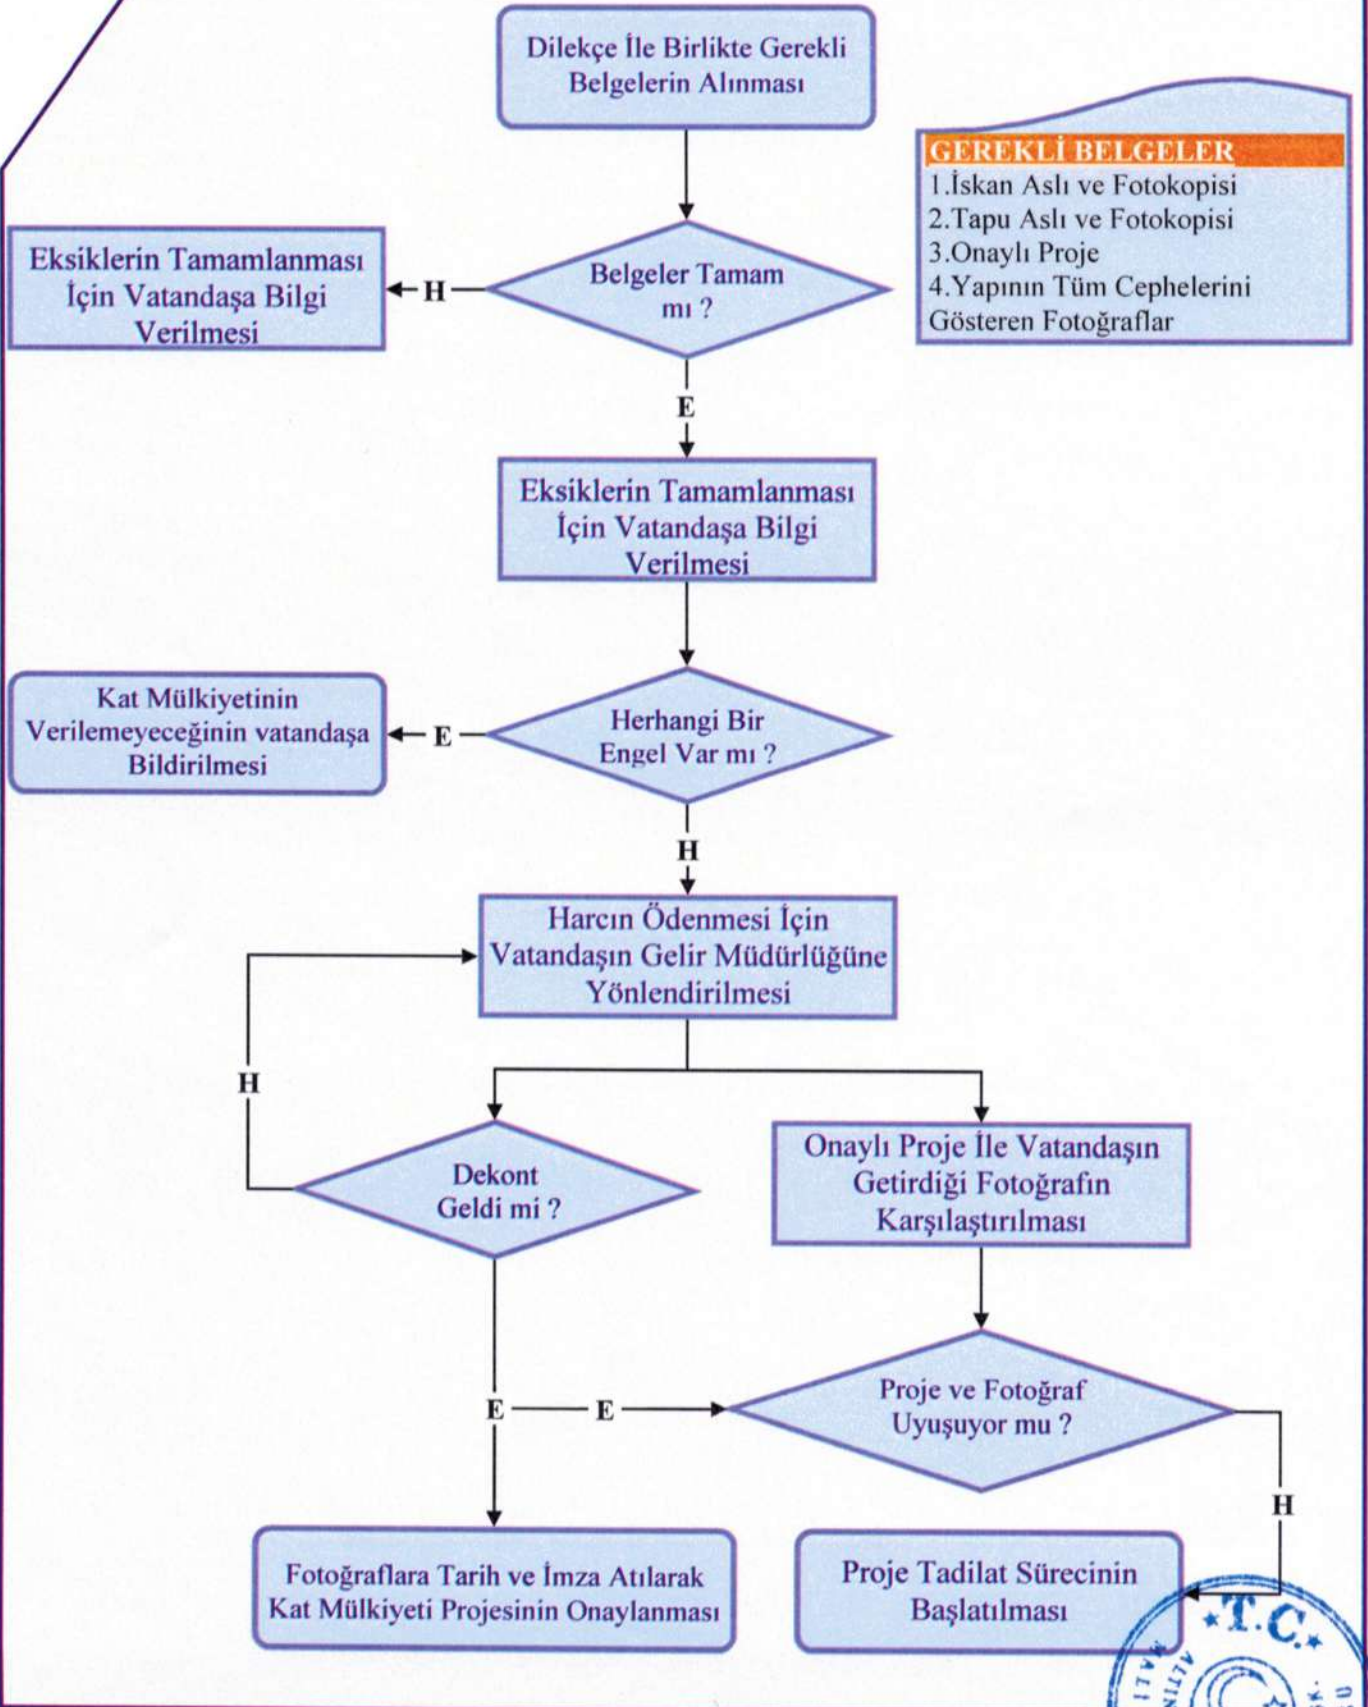 Dilekçe İle Birlikte Gerekli
Belgelerin Alınması
GEREKLİ BELGELER
1.İskan Aslı ve Fotokopisi
2.Tapu Aslı ve Fotokopisi
3.Onaylı Proje
4.Yapının Tüm Cephelerini
Gösteren Fotoğraflar
Belgeler Tamam
mı ?
H
Eksiklerin Tamamlanması
İçin Vatandaşa Bilgi
Verilmesi
E
Eksiklerin Tamamlanması
İçin Vatandaşa Bilgi
Verilmesi
Herhangi Bir
Engel Var mı ?
E
Kat Mülkiyetinin
Verilemeyeceğinin vatandaşa
Bildirilmesi
H
Harcın Ödenmesi İçin
Vatandaşın Gelir Müdürlüğüne
Yönlendirilmesi
H
Dekont
Geldi mi ?
Onaylı Proje İle Vatandaşın
Getirdiği Fotoğrafın
Karşılaştırılması
E
E
Proje ve Fotoğraf
Uyuşuyor mu ?
H
Fotoğraflara Tarih ve İmza Atılarak
Kat Mülkiyeti Projesinin Onaylanması
Proje Tadilat Sürecinin
Başlatılması
T.C.